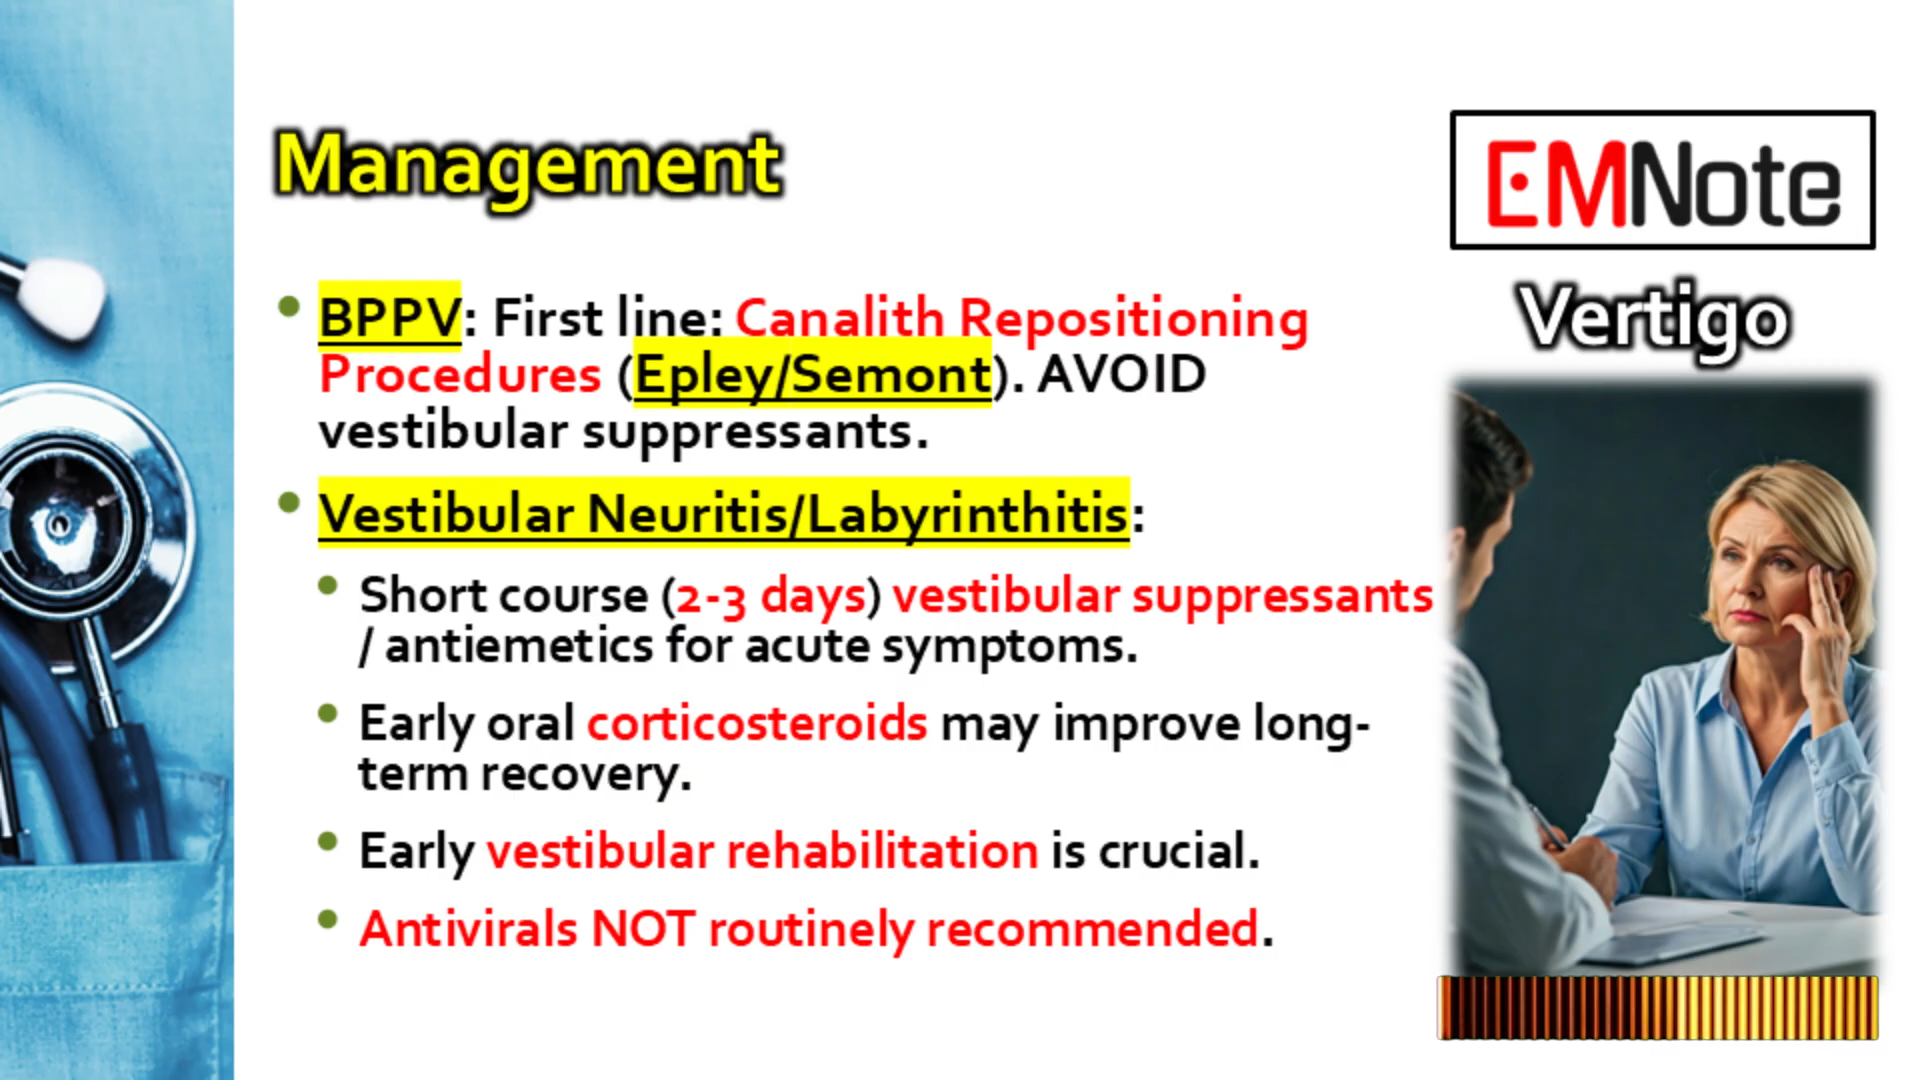 Management
EMNote
Vertigo
BPPV: First line: Canalith Repositioning
Procedures (Epley/Semont). AVOID
vestibular suppressants.
Vestibular Neuritis/Labyrinthitis:
Short course (2-3 days) vestibular suppressants
/ antiemetics for acute symptoms.
Early oral corticosteroids may improve long-
term recovery.
Early vestibular rehabilitation is crucial.
Antivirals NOT routinely recommended.